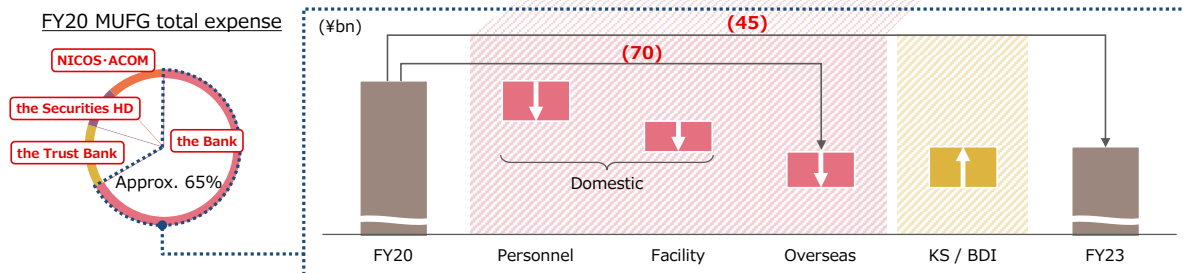 FY20 MUFG total expense
NICOS·ACOM
the Securities HD
the Trust Bank
the Bank
Approx. 65%
(¥bn)
(45)
(70)
Domestic
FY20
Personnel
Facility
Overseas
KS / BDI
FY23